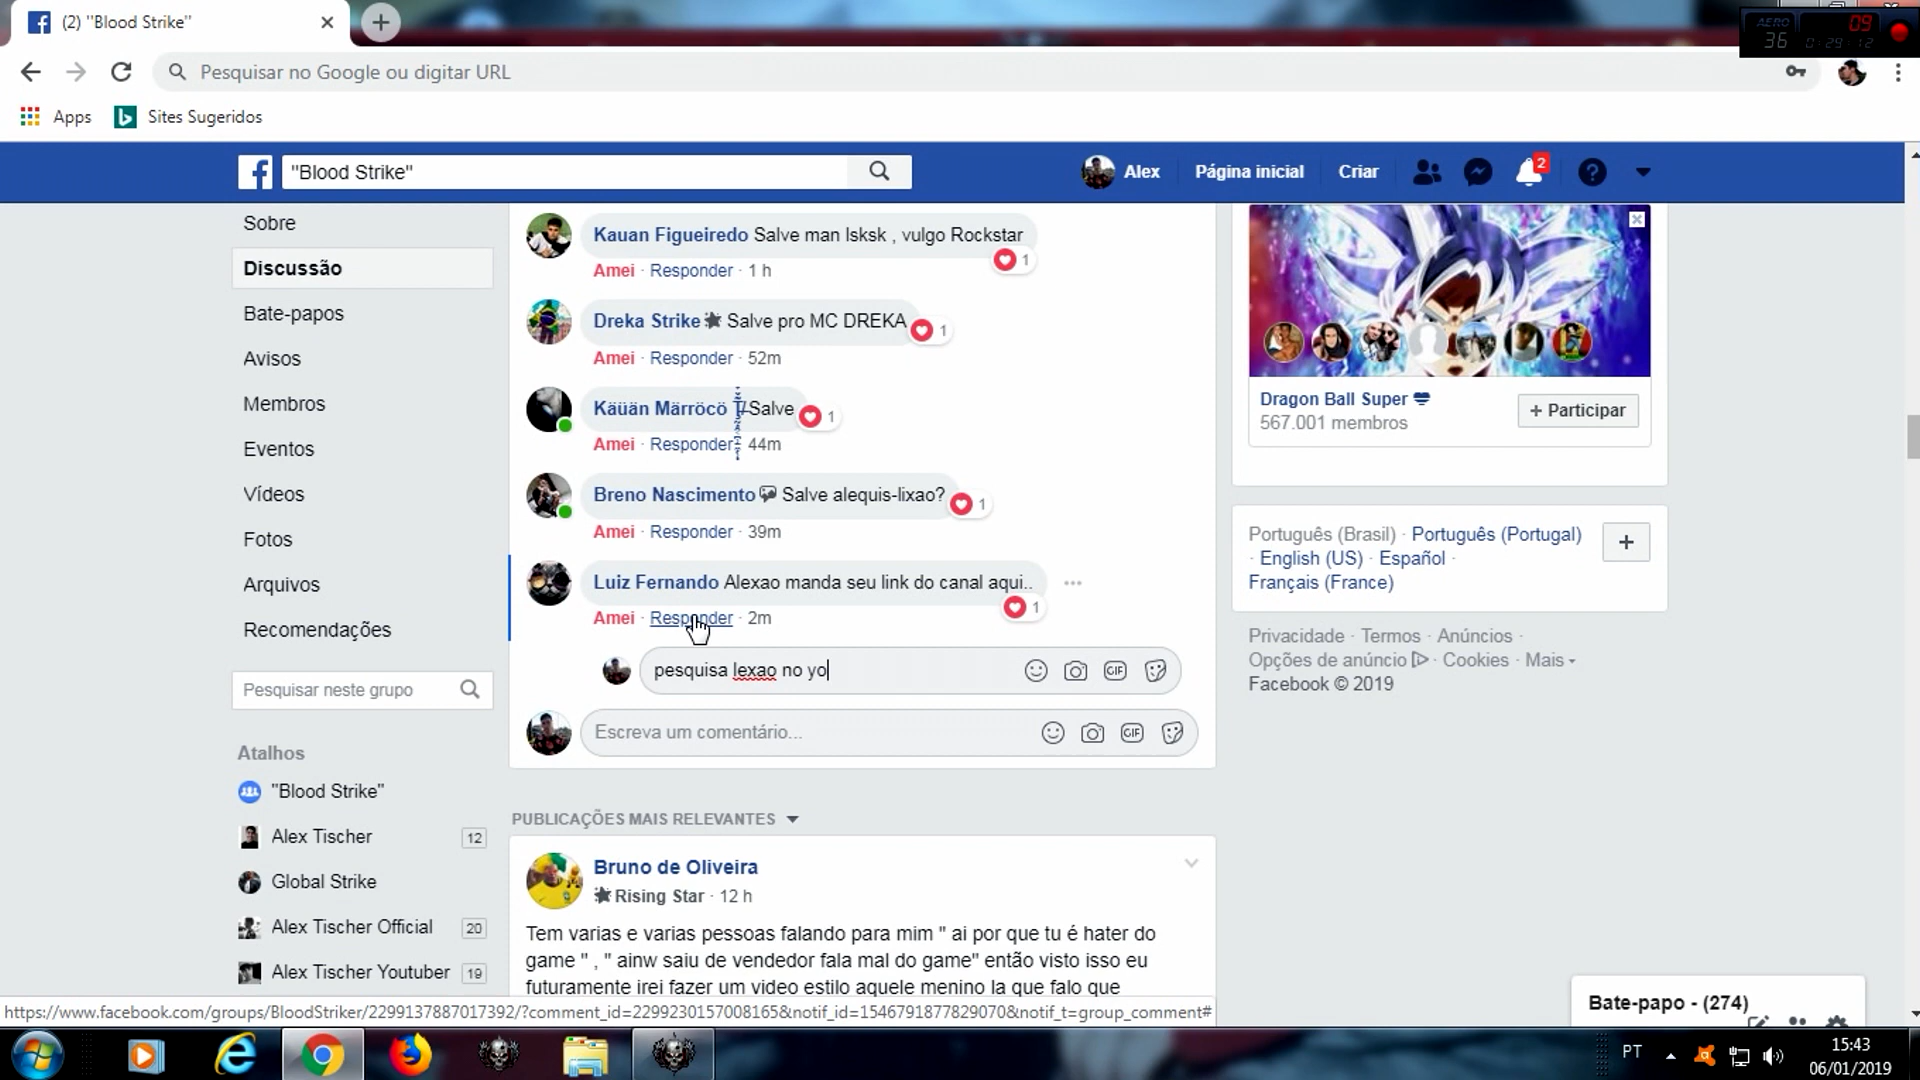 (2) "Blood Strike"
AERO
36
09
0:29:12
Pesquisar no Google ou digitar URL
Apps
Sites Sugeridos
"Blood Strike"
Alex
Página inicial
Criar
2
Sobre
Discussão
Bate-papos
Avisos
Membros
Eventos
Vídeos
Fotos
Arquivos
Recomendações
Pesquisar neste grupo
Atalhos
"Blood Strike"
Alex Tischer 12
Global Strike
Alex Tischer Official 20
Alex Tischer Youtuber 19
Kauan Figueiredo Salve man lsksk , vulgo Rockstar
1
Amei · Responder · 1 h
Dreka Strike Salve pro MC DREKA
1
Amei · Responder · 52m
Käüän Märröcö Salve
1
Amei · Responder · 44m
Breno Nascimento Salve alequis-lixao?
1
Amei · Responder · 39m
Luiz Fernando Alexao manda seu link do canal aqui..
1
Amei · Responder · 2m
pesquisa lexao no yo
GIF
Escreva um comentário...
GIF
PUBLICAÇÕES MAIS RELEVANTES
Bruno de Oliveira
Rising Star · 12 h
Tem varias e varias pessoas falando para mim " ai por que tu é hater do
game " , " ainw saiu de vendedor fala mal do game" então visto isso eu
futuramente irei fazer um video estilo aquele menino la que falo que
Dragon Ball Super
567.001 membros
+ Participar
Português (Brasil) · Português (Portugal)
· English (US) · Español ·
Français (France)
+
Privacidade · Termos · Anúncios ·
Opções de anúncio · Cookies · Mais
Facebook © 2019
Bate-papo - (274)
https://www.facebook.com/groups/BloodStriker/2299137887017392/?comment_id=2299230157008165&notif_id=1546791877829070&notif_t=group_comment#
PT
15:43
06/01/2019